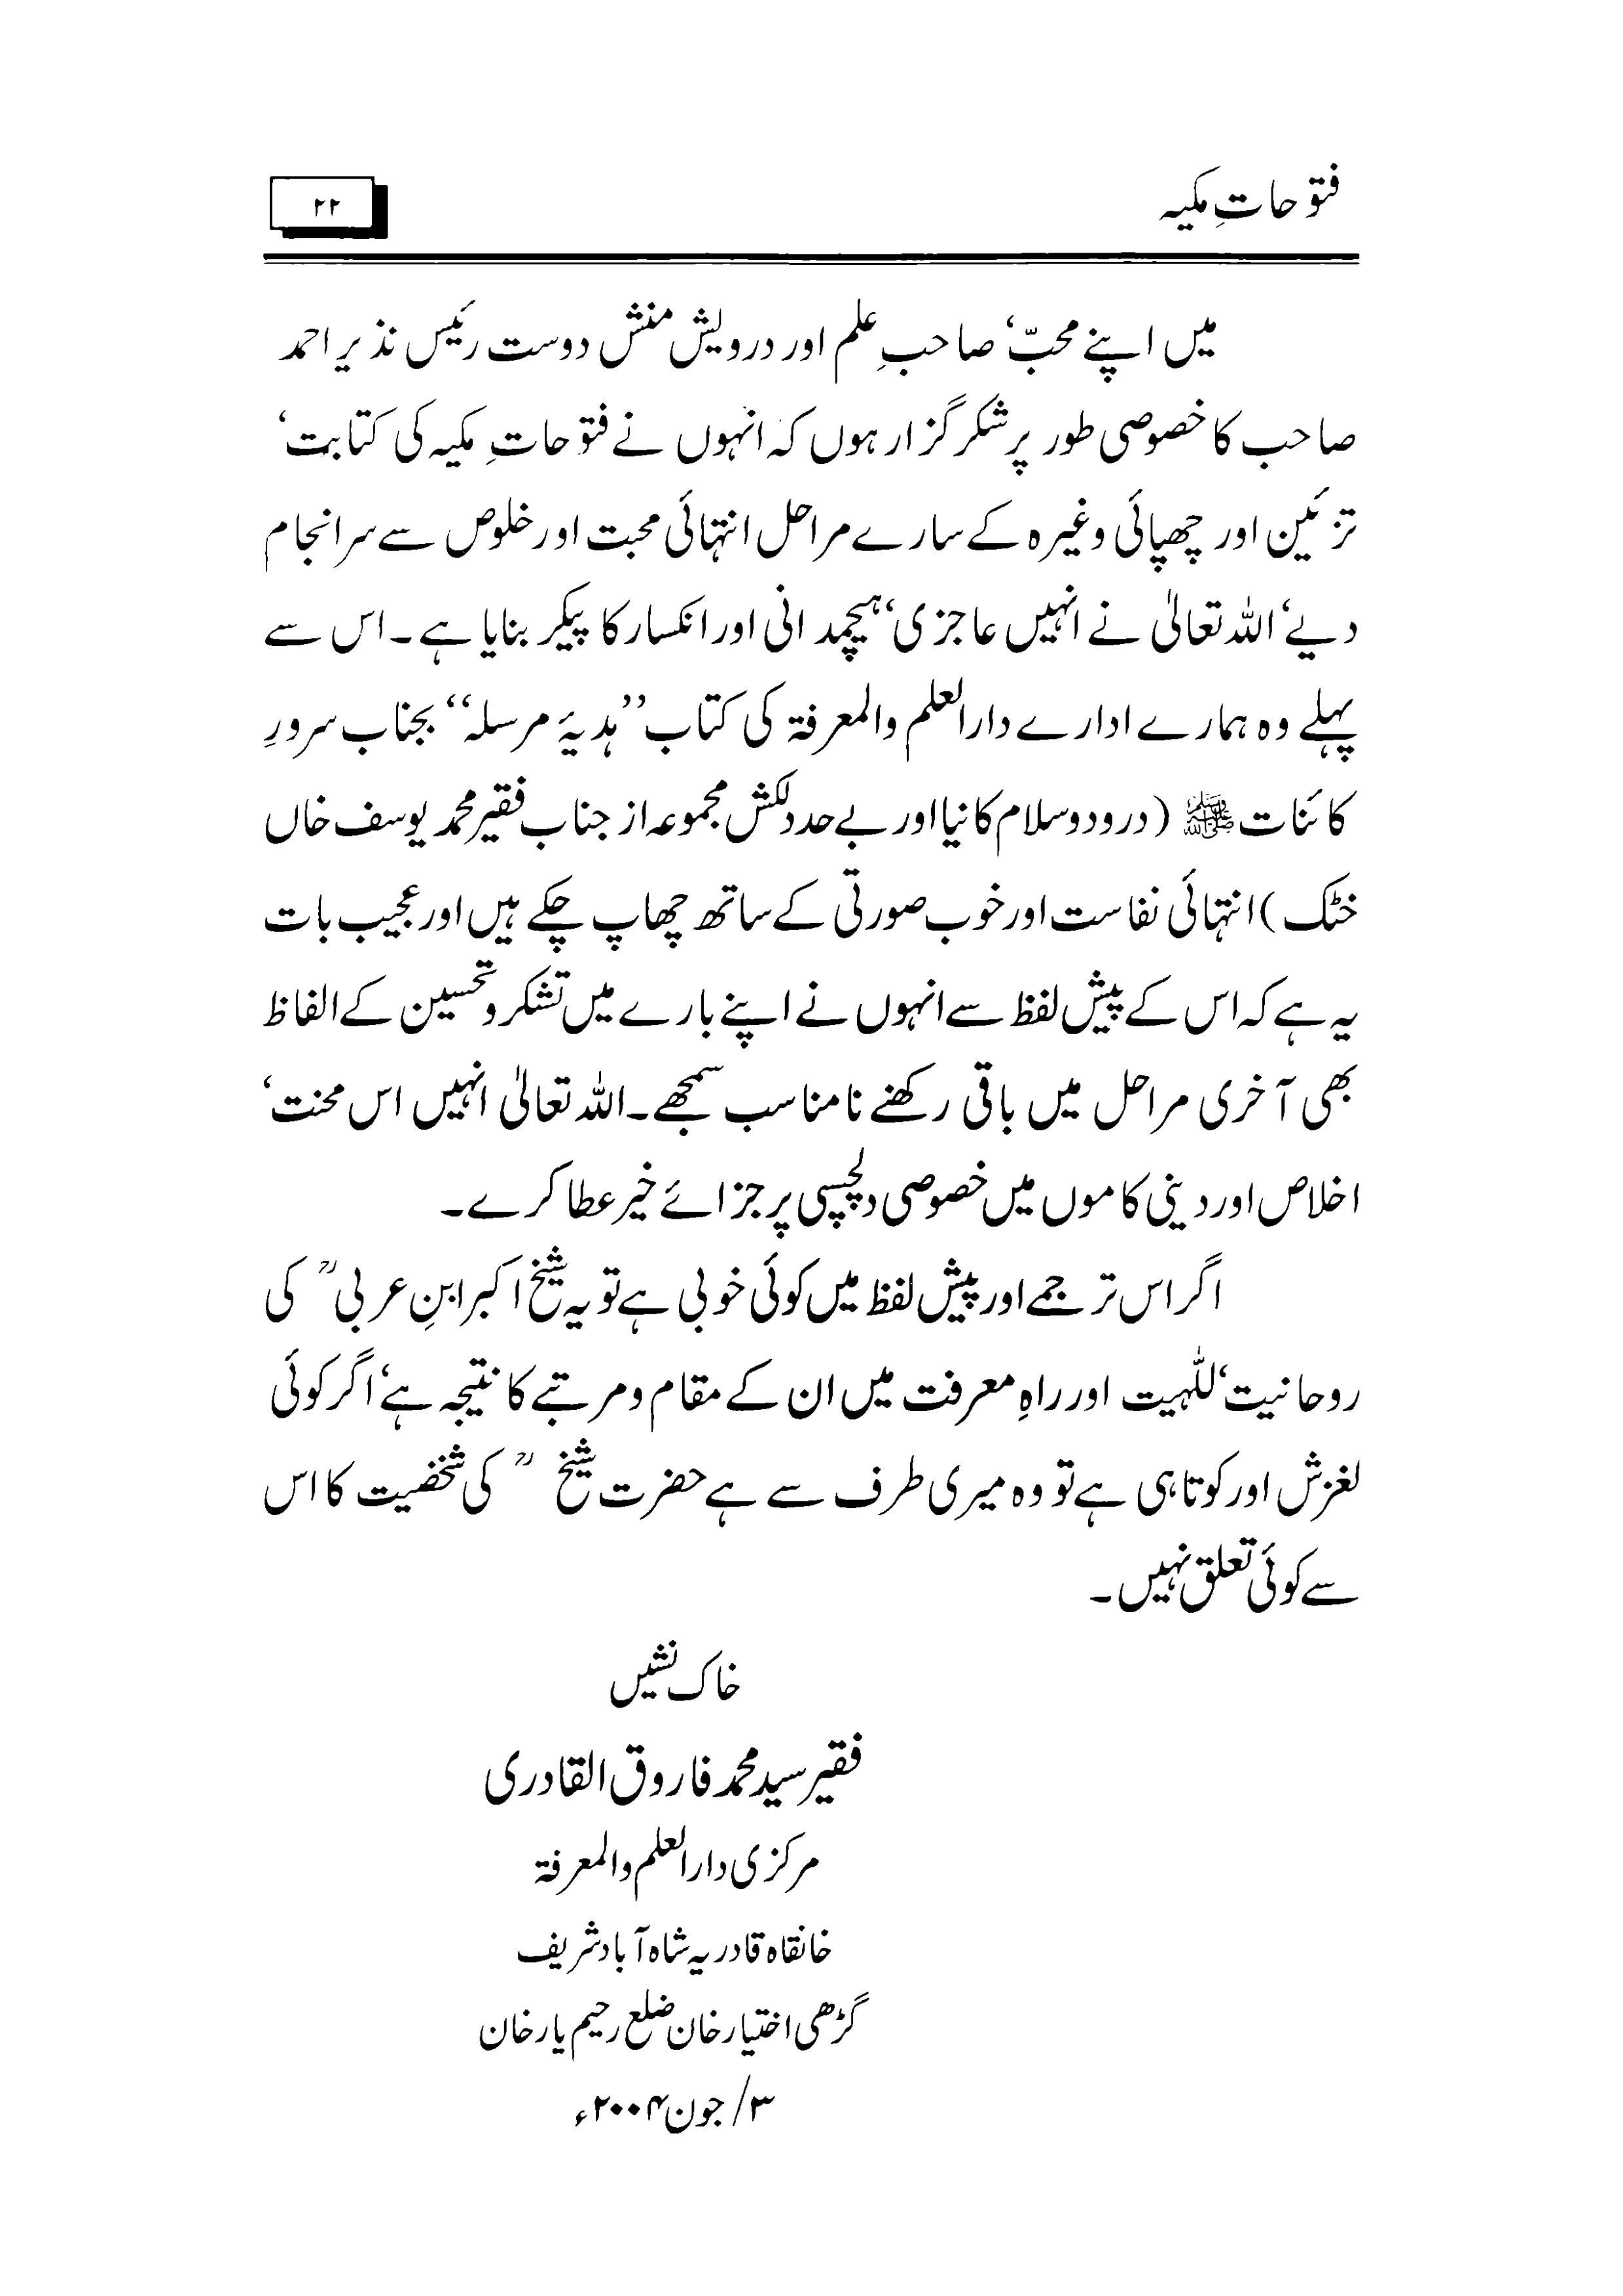 فتوحاتِ مکیہ
۲۲
میں اپنے محبّ، صاحبِ علم اور درویش منش دوست رئیس نذیر احمد
صاحب کا خصوصی طور پر شکر گزار ہوں کہ انہوں نے فتوحاتِ مکیہ کی کتابت،
تزئین اور چھپائی وغیرہ کے سارے مراحل انتہائی محبت اور خلوص سے سرانجام
دیے، اللہ تعالیٰ نے انہیں عاجزی، ہیچمدانی اور انکسار کا پیکر بنایا ہے۔ اس سے
پہلے وہ ہمارے ادارے دارالعلم والمعرفۃ کی کتاب ’’ہدیۂ مرسلہ‘‘ بجناب سرورِ
کائنات ﷺ (درود و سلام کا نیا اور بے حد دلکش مجموعہ از جناب فقیر محمد یوسف خاں
خٹک) انتہائی نفاست اور خوب صورتی کے ساتھ چھاپ چکے ہیں اور عجیب بات
یہ ہے کہ اس کے پیش لفظ سے انہوں نے اپنے بارے میں تشکر و تحسین کے الفاظ
بھی آخری مراحل میں باقی رکھنے نامناسب سمجھے۔ اللہ تعالیٰ انہیں اس محنت،
اخلاص اور دینی کاموں میں خصوصی دلچسپی پر جزائے خیر عطا کرے۔
اگر اس ترجمے اور پیش لفظ میں کوئی خوبی ہے تو یہ شیخ اکبر ابنِ عربیؒ کی
روحانیت، للّٰہیت اور راہِ معرفت میں ان کے مقام و مرتبے کا نتیجہ ہے، اگر کوئی
لغزش اور کوتاہی ہے تو وہ میری طرف سے ہے حضرت شیخ ؒ کی شخصیت کا اس
سے کوئی تعلق نہیں۔
خاک نشیں
فقیر سید محمد فاروق القادری
مرکزی دارالعلم والمعرفۃ
خانقاہ قادریہ شاہ آباد شریف
گڑھی اختیار خان ضلع رحیم یار خان
۳/ جون ۲۰۰۴ء